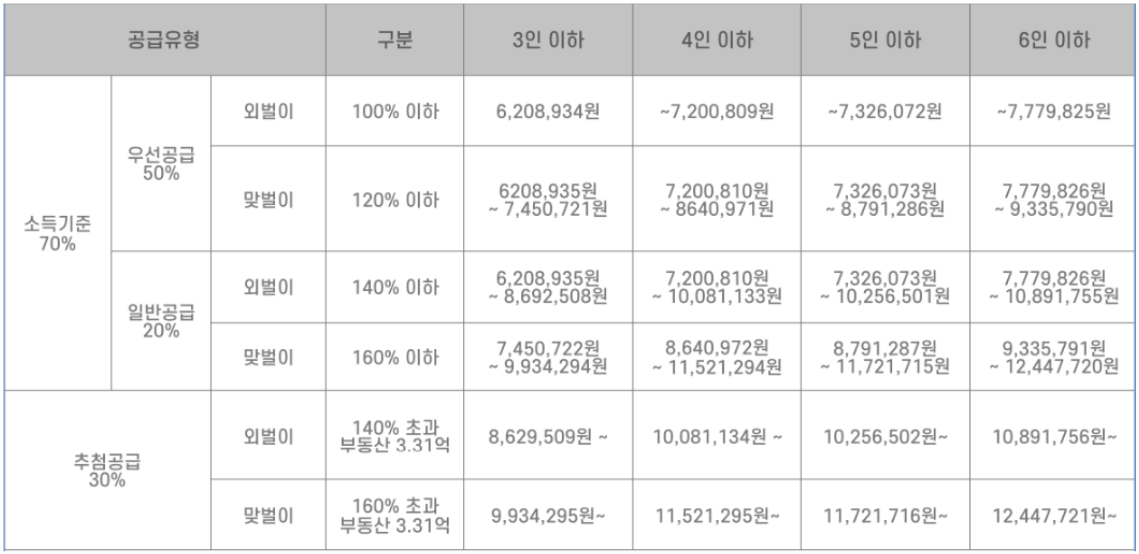 공급유형 구분 3인 이하 4인 이하 5인 이하 6인 이하
소득기준
70%
우선공급
50%
외벌이 100% 이하 6,208,934원 ~7,200,809원 ~7,326,072원 ~7,779,825원
맞벌이 120% 이하
6208,935원
~ 7,450,721원
7,200,810원
~ 8640,971원
7,326,073원
~ 8,791,286원
7,779,826원
~ 9,335,790원
일반공급
20%
외벌이 140% 이하
6,208,935원
~ 8,692,508원
7,200,810원
~ 10,081,133원
7,326,073원
~ 10,256,501원
7,779,826원
~ 10,891,755원
맞벌이 160% 이하
7,450,722원
~ 9,934,294원
8,640,972원
~ 11,521,294원
8,791,287원
~ 11,721,715원
9,335,791원
~ 12,447,720원
추첨공급
30%
외벌이
140% 초과
부동산 3.31억
8,629,509원 ~ 10,081,134원 ~ 10,256,502원~ 10,891,756원~
맞벌이
160% 초과
부동산 3.31억
9,934,295원~ 11,521,295원~ 11,721,716원~ 12,447,721원~